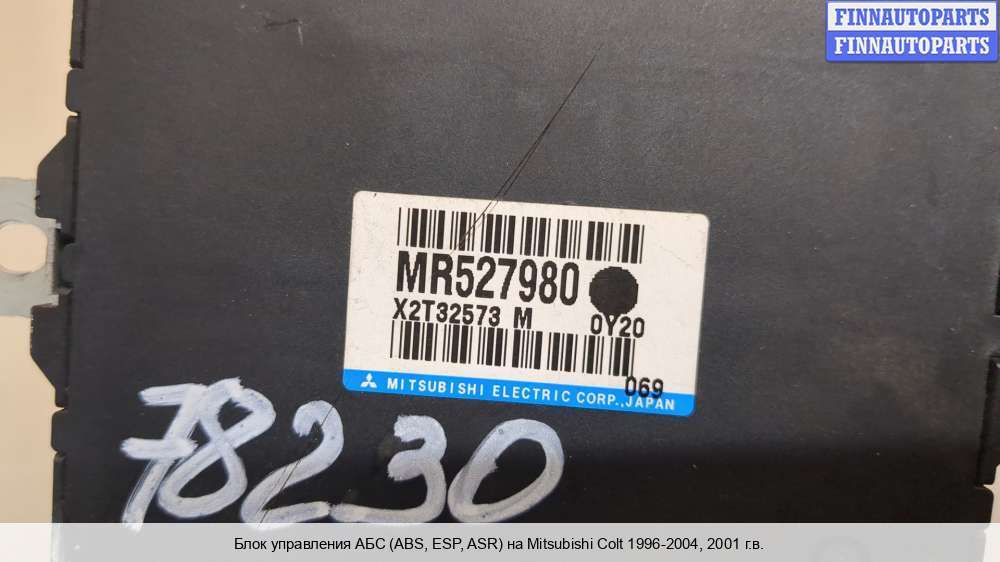 FINNAUTOPARTS
FINNAUTOPARTS
MR527980
X2T32573 M 0Y20
069
MITSUBISHI ELECTRIC CORP., JAPAN
78230
Блок управления АБС (ABS, ESP, ASR) на Mitsubishi Colt 1996-2004, 2001 г.в.